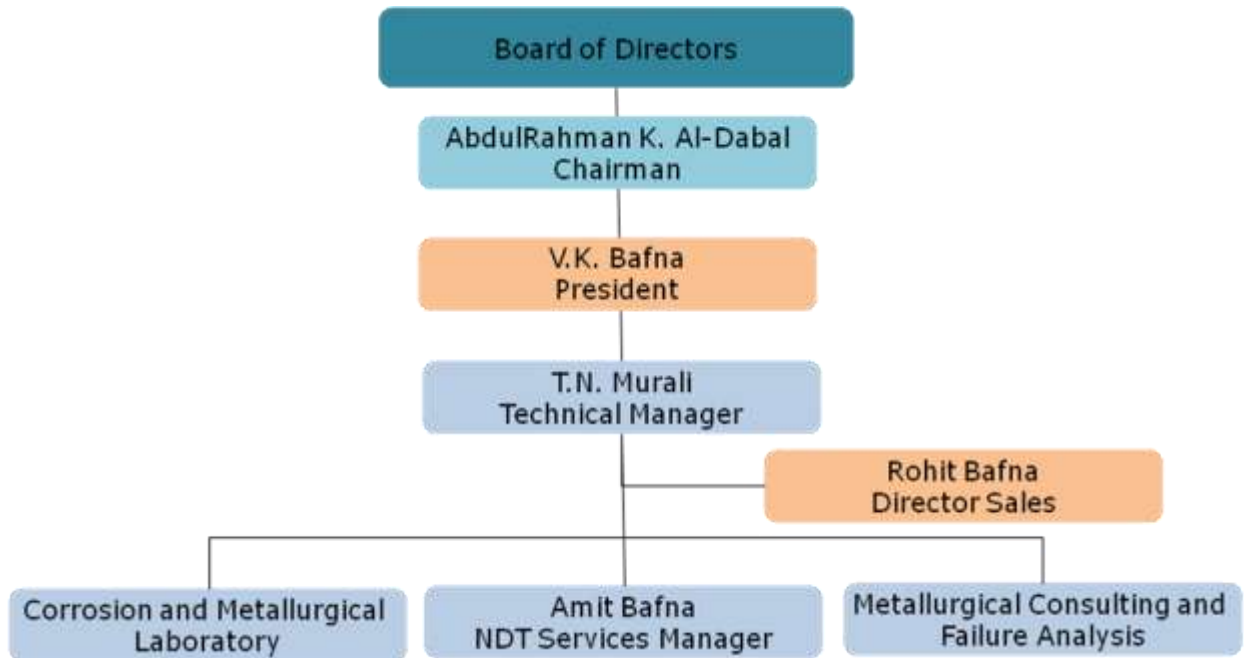 Board of Directors
AbdulRahman K. Al-Dabal
Chairman
V.K. Bafna
President
T.N. Murali
Technical Manager
Rohit Bafna
Director Sales
Corrosion and Metallurgical
Laboratory
Amit Bafna
NDT Services Manager
Metallurgical Consulting and
Failure Analysis